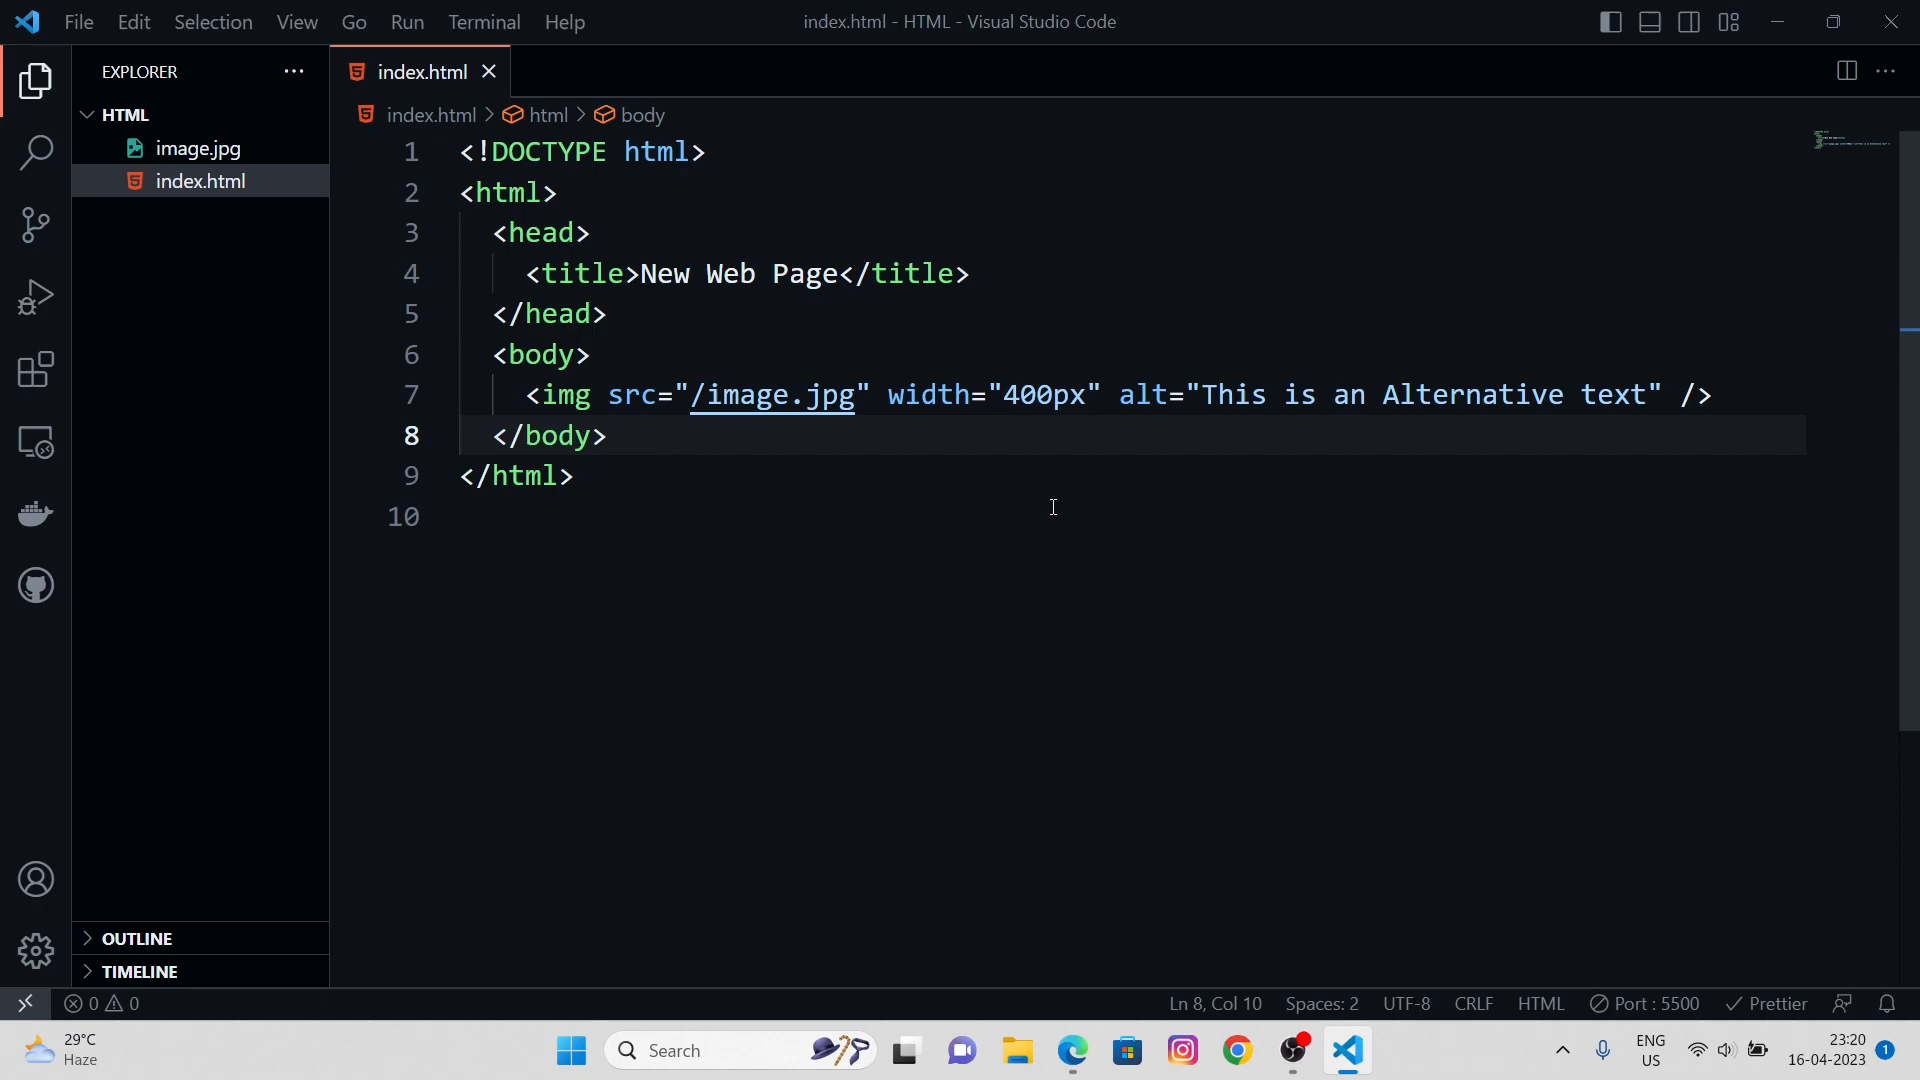 File Edit Selection View Go Run Terminal Help index.html - HTML - Visual Studio Code
EXPLORER
HTML
image.jpg
index.html
OUTLINE
TIMELINE
index.html
index.html > html > body
1 <!DOCTYPE html>
2 <html>
3 <head>
4 <title>New Web Page</title>
5 </head>
6 <body>
7 <img src="/image.jpg" width="400px" alt="This is an Alternative text" />
8 </body>
9 </html>
10
0 0 Ln 8, Col 10 Spaces: 2 UTF-8 CRLF HTML Port : 5500 Prettier
29°C
Haze
Search
ENG
US
23:20
16-04-2023
1